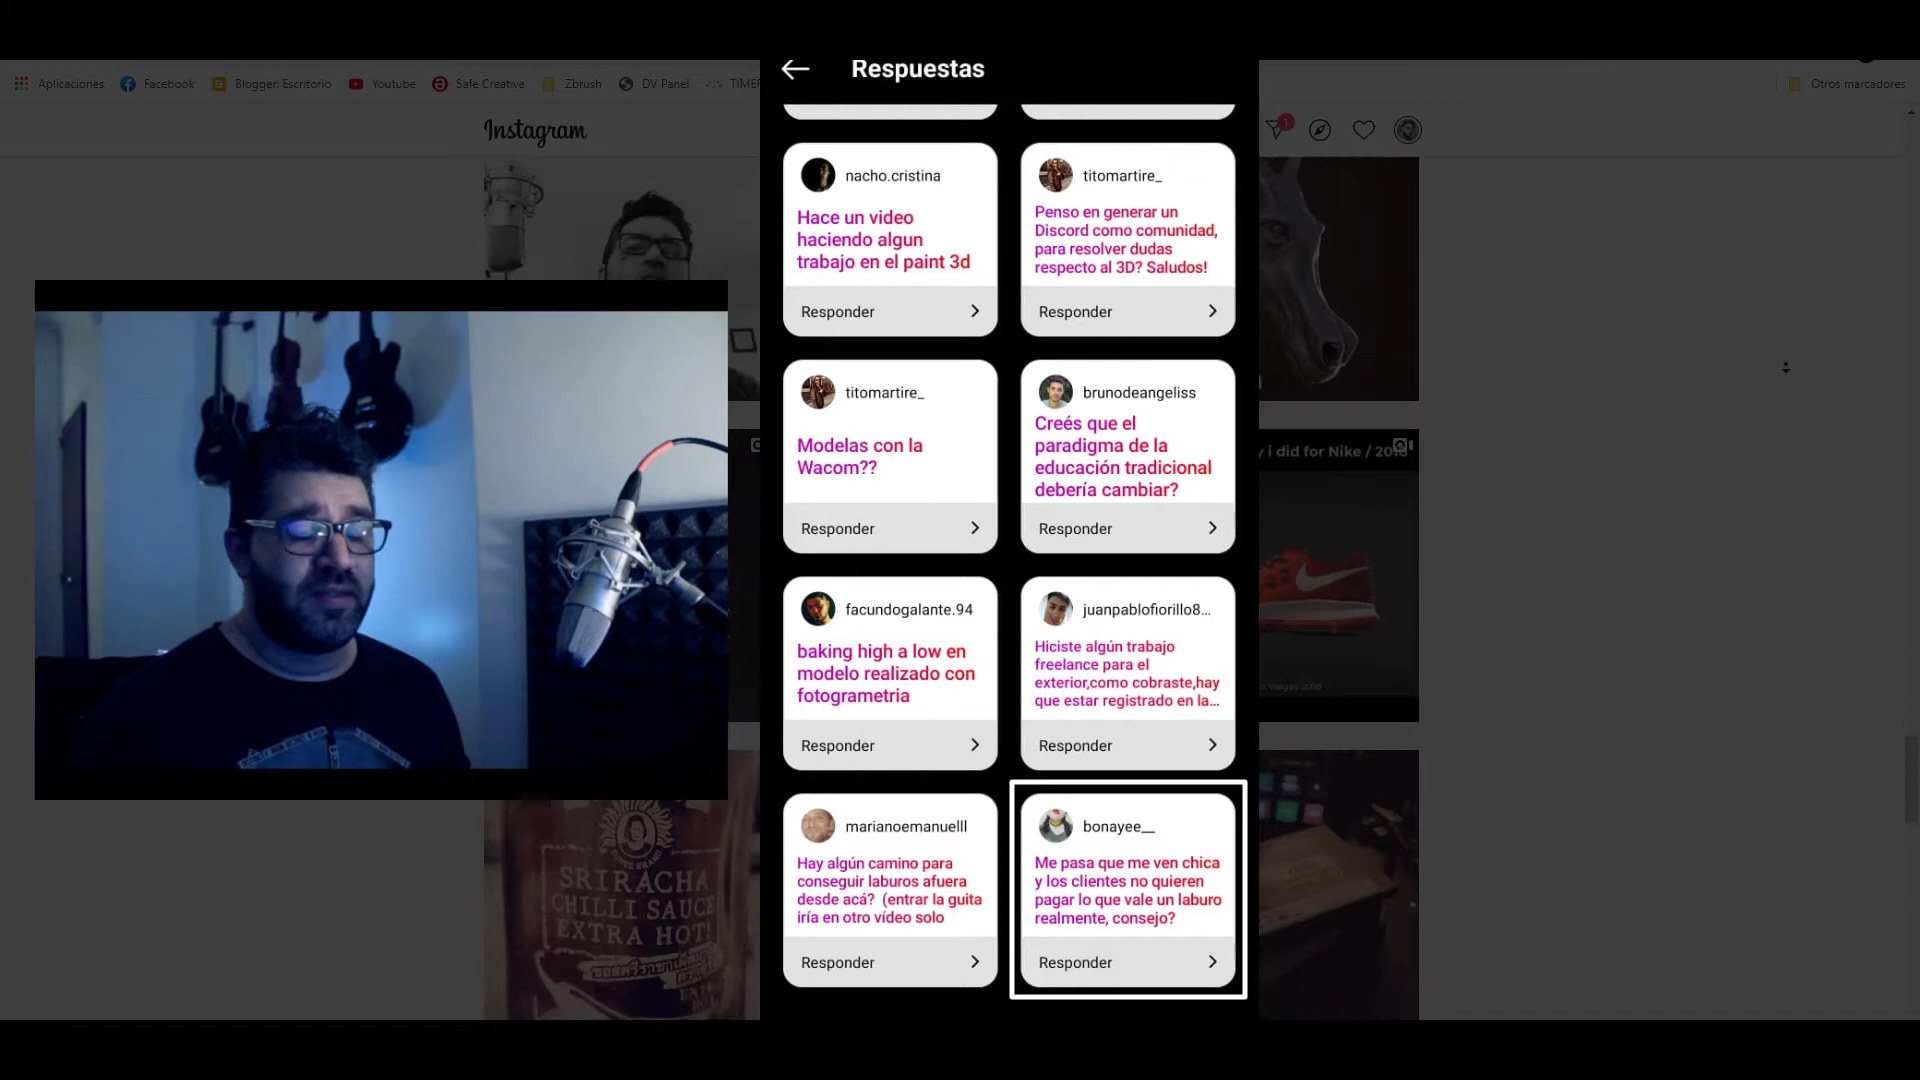 Respuestas
Aplicaciones
Facebook
Blogger: Escritorio
Youtube
Safe Creative
Zbrush
DV Panel
Otros marcadores
Instagram
1
nacho.cristina
Hace un video
haciendo algun
trabajo en el paint 3d
Responder
titomartire_
Penso en generar un
Discord como comunidad,
para resolver dudas
respecto al 3D? Saludos!
Responder
titomartire_
Modelas con la
Wacom??
Responder
brunodeangeliss
Creés que el
paradigma de la
educación tradicional
debería cambiar?
Responder
y i did for Nike /
facundogalante.94
baking high a low en
modelo realizado con
fotogrametria
Responder
juanpablofiorillo8...
Hiciste algún trabajo
freelance para el
exterior,como cobraste,hay
que estar registrado en la...
Responder
marianoemanuelll
Hay algún camino para
conseguir laburos afuera
desde acá? (entrar la guita
iría en otro vídeo solo
Responder
bonayee__
Me pasa que me ven chica
y los clientes no quieren
pagar lo que vale un laburo
realmente, consejo?
Responder
SRIRACHA
CHILLI SAUCE
EXTRA HOT!